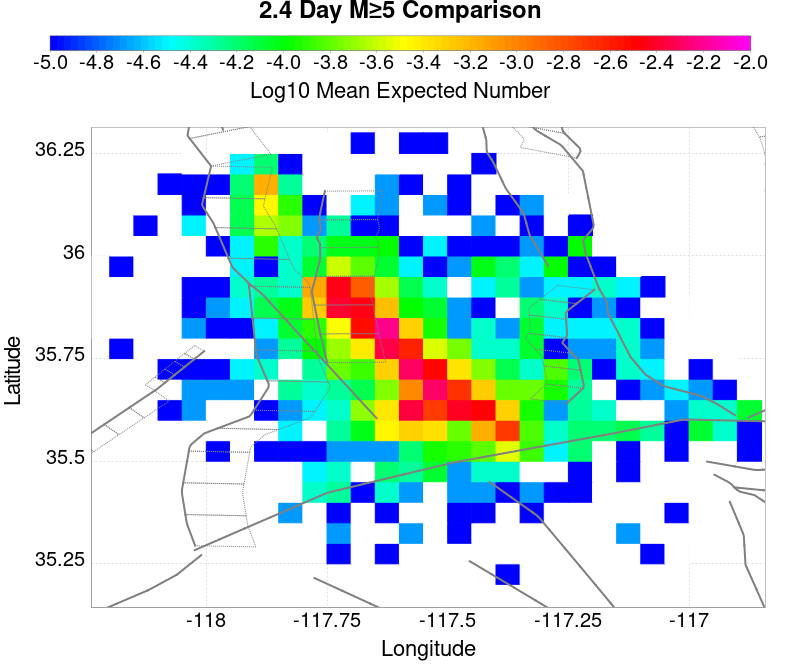 2.4 Day M≥5 Comparison
-5.0 -4.8 -4.6 -4.4 -4.2 -4.0 -3.8 -3.6 -3.4 -3.2 -3.0 -2.8 -2.6 -2.4 -2.2 -2.0
Log10 Mean Expected Number
36.25
36
35.75
35.5
35.25
Latitude
-118 -117.75 -117.5 -117.25 -117
Longitude